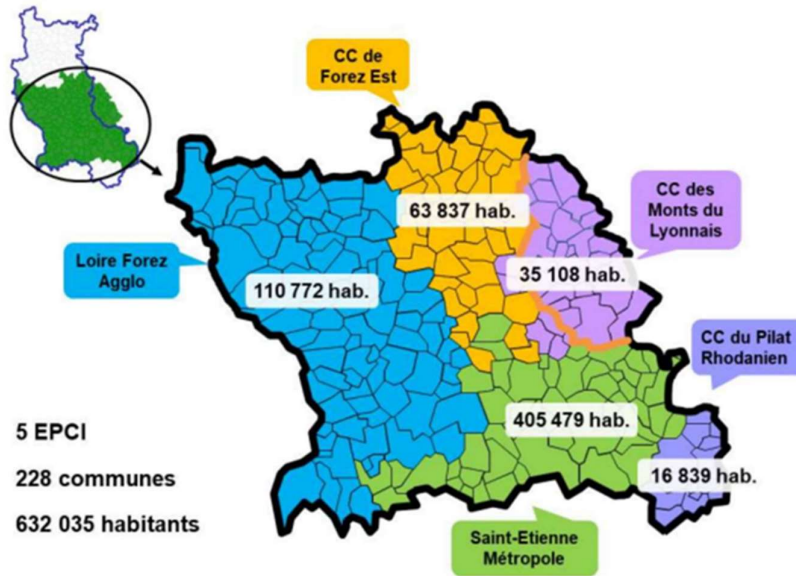 CC de
Forez Est
63 837 hab.
CC des
Monts du
Lyonnais
35 108 hab.
Loire Forez
Agglo
110 772 hab.
CC du Pilat
Rhodanien
405 479 hab.
16 839 hab.
5 EPCI
228 communes
632 035 habitants
Saint-Etienne
Métropole